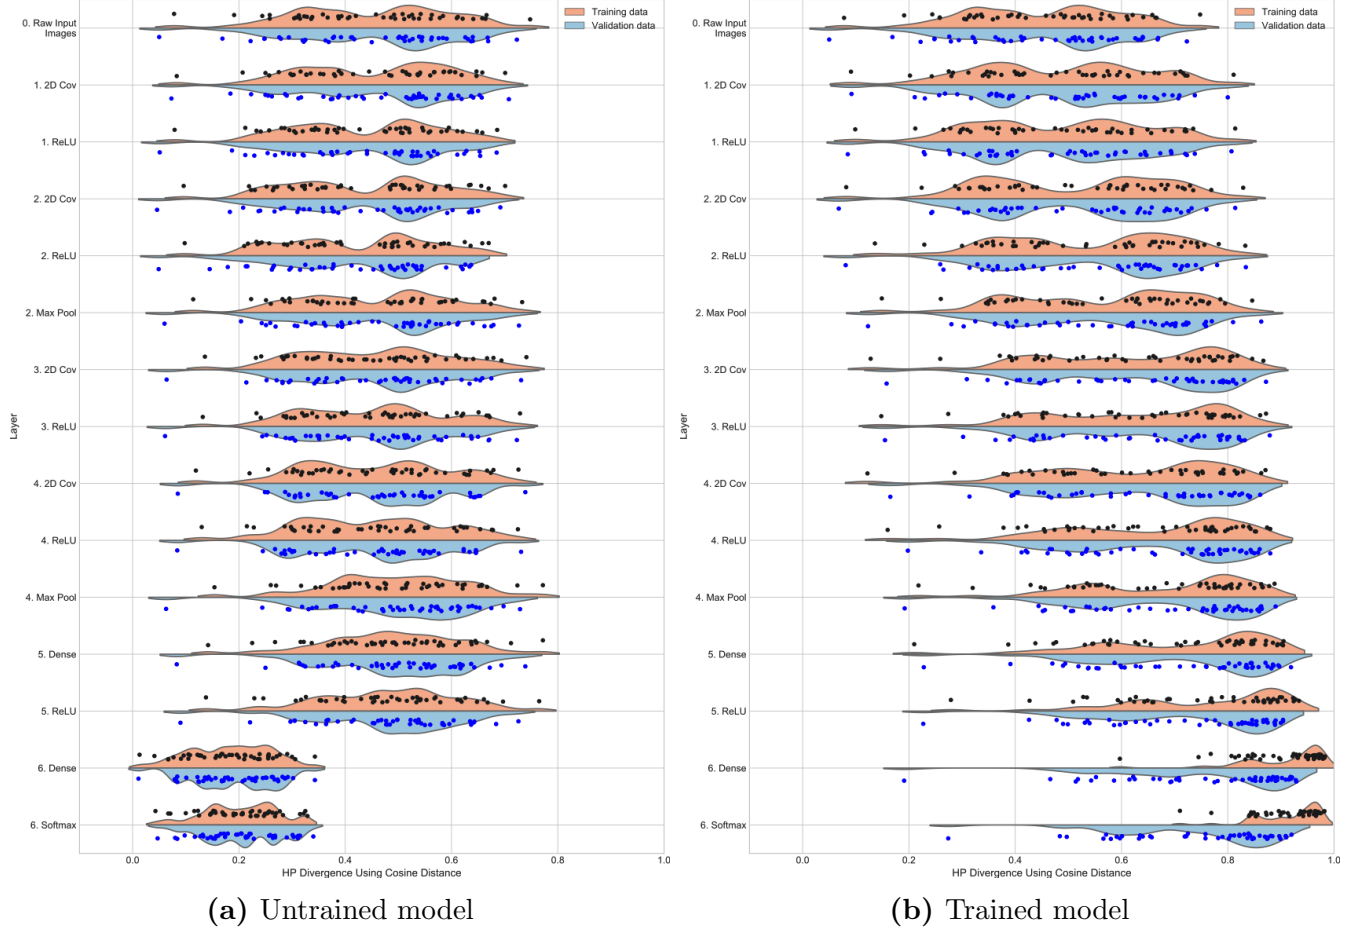 Training data
Validation data
0. Raw Input
Images
1. 2D Cov
1. ReLU
2. 2D Cov
2. ReLU
2. Max Pool
3. 2D Cov
3. ReLU
4. 2D Cov
4. ReLU
4. Max Pool
5. Dense
5. ReLU
6. Dense
6. Softmax
Layer
0.0 0.2 0.4 0.6 0.8 1.0
HP Divergence Using Cosine Distance
(a) Untrained model
Training data
Validation data
0. Raw Input
Images
1. 2D Cov
1. ReLU
2. 2D Cov
2. ReLU
2. Max Pool
3. 2D Cov
3. ReLU
4. 2D Cov
4. ReLU
4. Max Pool
5. Dense
5. ReLU
6. Dense
6. Softmax
Layer
0.0 0.2 0.4 0.6 0.8 1.0
HP Divergence Using Cosine Distance
(b) Trained model